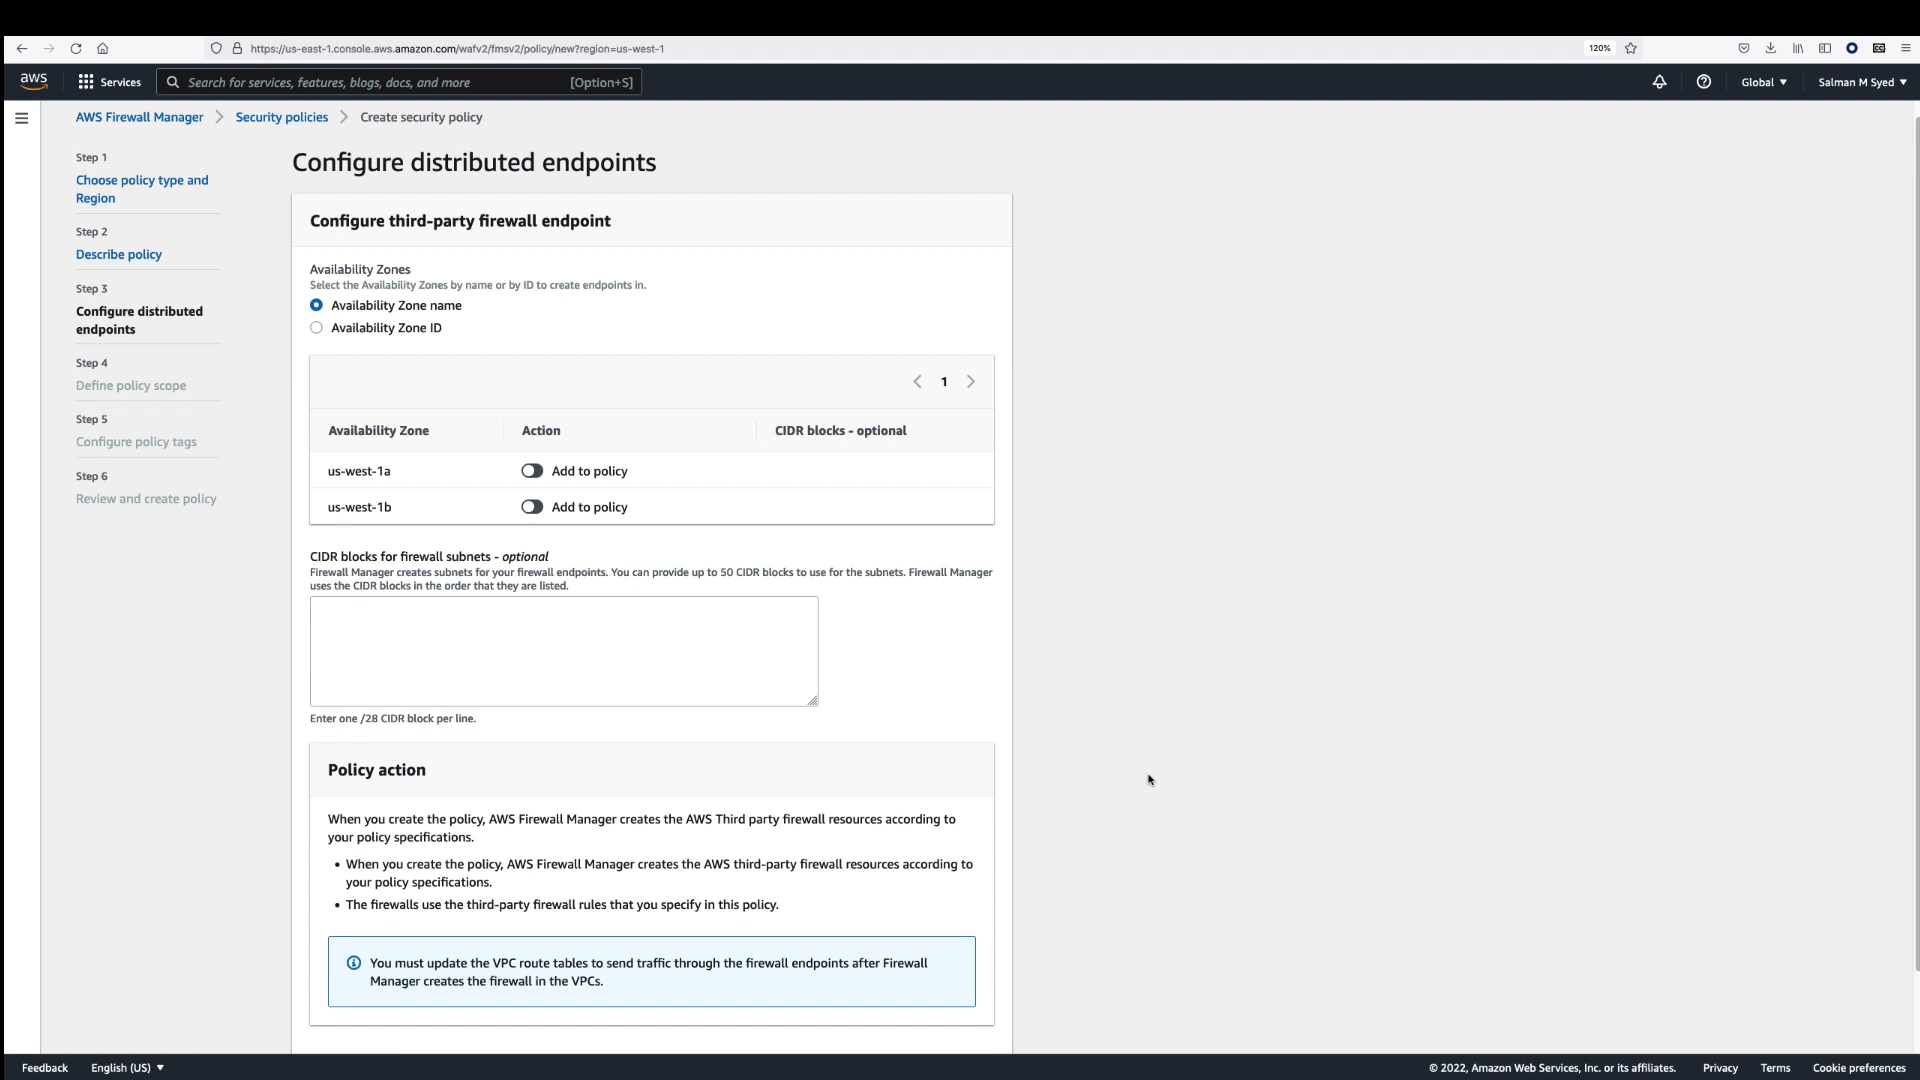 https://us-east-1.console.aws.amazon.com/wafv2/fmsv2/policy/new?region=us-west-1
120%
aws
Services
Search for services, features, blogs, docs, and more
[Option+S]
Global
Salman M Syed
AWS Firewall Manager
Security policies
Create security policy
Step 1
Choose policy type and
Region
Step 2
Describe policy
Step 3
Configure distributed
endpoints
Step 4
Define policy scope
Step 5
Configure policy tags
Step 6
Review and create policy
Configure distributed endpoints
Configure third-party firewall endpoint
Availability Zones
Select the Availability Zones by name or by ID to create endpoints in.
Availability Zone name
Availability Zone ID
1
Availability Zone
Action
CIDR blocks - optional
us-west-1a
Add to policy
us-west-1b
Add to policy
CIDR blocks for firewall subnets - optional
Firewall Manager creates subnets for your firewall endpoints. You can provide up to 50 CIDR blocks to use for the subnets. Firewall Manager
uses the CIDR blocks in the order that they are listed.
Enter one /28 CIDR block per line.
Policy action
When you create the policy, AWS Firewall Manager creates the AWS Third party firewall resources according to
your policy specifications.
• When you create the policy, AWS Firewall Manager creates the AWS third-party firewall resources according to
your policy specifications.
• The firewalls use the third-party firewall rules that you specify in this policy.
You must update the VPC route tables to send traffic through the firewall endpoints after Firewall
Manager creates the firewall in the VPCs.
Feedback
English (US)
© 2022, Amazon Web Services, Inc. or its affiliates.
Privacy
Terms
Cookie preferences